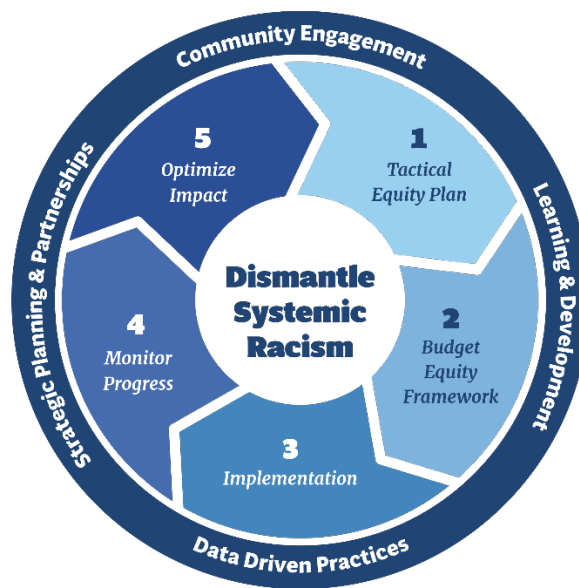 Community Engagement
Learning & Development
Data Driven Practices
Strategic Planning & Partnerships
1
Tactical
Equity Plan
2
Budget
Equity
Framework
3
Implementation
4
Monitor
Progress
5
Optimize
Impact
Dismantle
Systemic
Racism